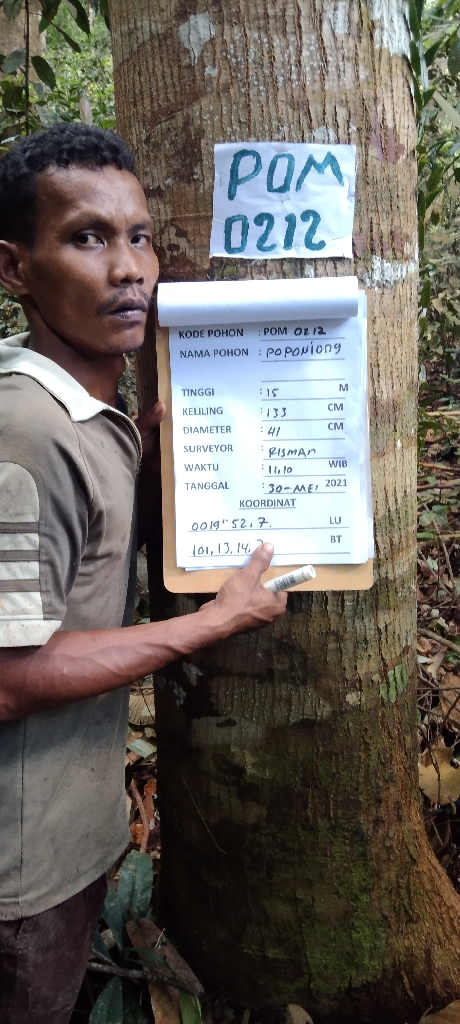 POM
0212
KODE POHON : POM 0212
NAMA POHON : POPONIONG
TINGGI : 15 M
KELILING : 133 CM
DIAMETER : 41 CM
SURVEYOR : RISMAN
WAKTU : 11.10 WIB
TANGGAL : 30-MEI 2021
KOORDINAT
0019" 52, 7. LU
101, 13, 14, BT